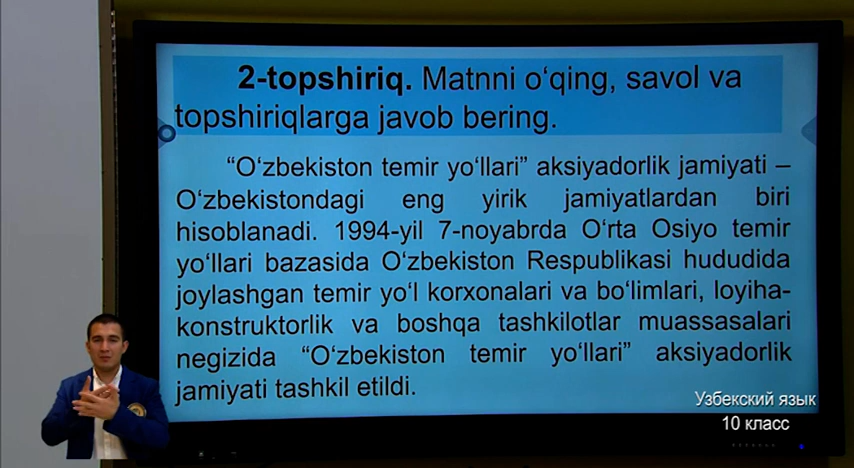 2-topshiriq. Matnni o‘qing, savol va
topshiriqlarga javob bering.
“O‘zbekiston temir yo‘llari” aksiyadorlik jamiyati –
O‘zbekistondagi eng yirik jamiyatlardan biri
hisoblanadi. 1994-yil 7-noyabrda O‘rta Osiyo temir
yo‘llari bazasida O‘zbekiston Respublikasi hududida
joylashgan temir yo‘l korxonalari va bo‘limlari, loyiha-
konstruktorlik va boshqa tashkilotlar muassasalari
negizida “O‘zbekiston temir yo‘llari” aksiyadorlik
jamiyati tashkil etildi.
Узбекский язык
10 класс